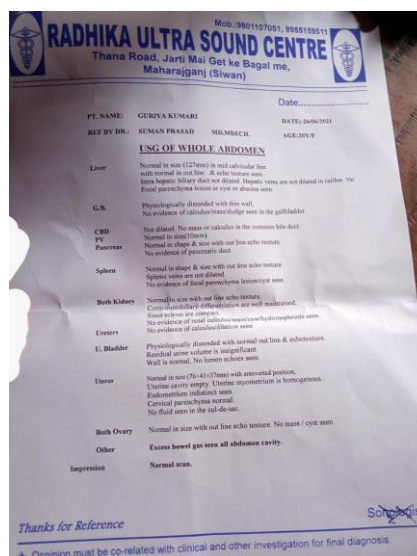 Mob.:9801107051, 9955159511
RADHIKA ULTRA SOUND CENTRE
Thana Road, Jarti Mai Get ke Bagal me,
Maharajganj (Siwan)
Date
PT. NAME: GURIYA KUMARI DATE;-26/06/2021
REF BY DR.: SUMAN PRASAD MD,MBECH. AGE;20Y/F
USG OF WHOLE ABDOMEN
Liver Normal in size (127mm) in mid calvicular line
with normal in out line & echo texture seen.
Intra hepatic biliary duct not dilated. Hepatic veins are not dilated in caliber. No
Focal parenchyma lesion or cyst or abscess seen
G.B. Physiologically distended with thin wall,
No evidence of calculus/mass/sludge seen in the gallbladder
CBD Not dilated. No mass or calculus in the common bile duct.
PV Normal in size(10mm).
Pancreas Normal in shape & size with out line echo texture.
No evidence of pancreatic duct
Spleen Normal in shape & size with out line echo texture.
Splenic veins are not dilated
No evidence of focal parenchyma lesion/cyst seen
Both Kidney Normal in size with out line echo texture.
Corticomedullary differentiation are well maintained,
Sinus echoes are compact,
No evidence of renal calculus/mass/cyst/hydronephrosis seen.
Ureters No evidence of calculus/dilation seen
U. Bladder Physiologically distended with normal out line & echotexture.
Residual urine volume is insignificant.
Wall is normal, No lumen echoes seen.
Uterus Normal in size (76×41×37mm) with anteverted position,
Uterine cavity empty. Uterine myometrium is homogenous
Endometrium indistinct seen
Cervical parenchyma normal
No fluid seen in the cul-de-sac.
Both Ovary Normal in size with out line echo texture. No mass / cyst seen
Other Excess bowel gas seen all abdomen cavity.
Impression Normal scan.
Thanks for Reference
Sonologis
Oppinion must be co-related with clinical and other investigation for final diagnosis